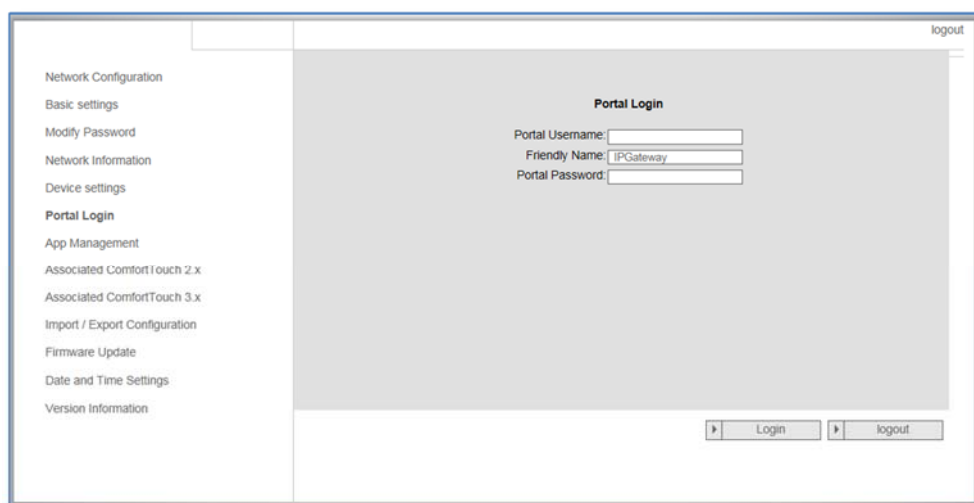 logout
Network Configuration
Basic settings
Modify Password
Network Information
Device settings
Portal Login
App Management
Associated ComfortTouch 2.x
Associated ComfortTouch 3.x
Import / Export Configuration
Firmware Update
Date and Time Settings
Version Information
Portal Login
Portal Username:
Friendly Name: IPGateway
Portal Password:
Login logout